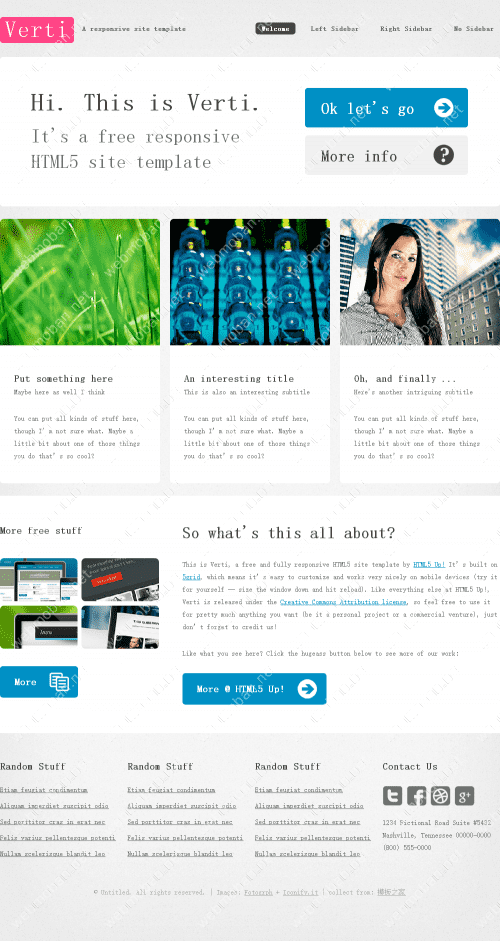 Verti
A responsive site template
Welcome
Left Sidebar
Right Sidebar
No Sidebar
Hi. This is Verti.
It's a free responsive
HTML5 site template
Ok let's go
More info
Put something here
Maybe here as well I think
You can put all kinds of stuff here,
though I'm not sure what. Maybe a
little bit about one of those things
you do that's so cool?
An interesting title
This is also an interesting subtitle
You can put all kinds of stuff here,
though I'm not sure what. Maybe a
little bit about one of those things
you do that's so cool?
Oh, and finally ...
Here's another intriguing subtitle
You can put all kinds of stuff here,
though I'm not sure what. Maybe a
little bit about one of those things
you do that's so cool?
More free stuff
More
So what's this all about?
This is Verti, a free and fully responsive HTML5 site template by HTML5 Up! It's built on
5grid, which means it's easy to customize and works very nicely on mobile devices (try it
for yourself — size the window down and hit reload). Like everything else at HTML5 Up!,
Verti is released under the Creative Commons Attribution license, so feel free to use it
for pretty much anything you want (be it a personal project or a commercial venture), just
don't forget to credit us!
Like what you see here? Click the hugeass button below to see more of our work:
More @ HTML5 Up!
Random Stuff
Etiam feugiat condimentum
Aliquam imperdiet suscipit odio
Sed porttitor cras in erat nec
Felis varius pellentesque potenti
Nullam scelerisque blandit leo
Random Stuff
Etiam feugiat condimentum
Aliquam imperdiet suscipit odio
Sed porttitor cras in erat nec
Felis varius pellentesque potenti
Nullam scelerisque blandit leo
Random Stuff
Etiam feugiat condimentum
Aliquam imperdiet suscipit odio
Sed porttitor cras in erat nec
Felis varius pellentesque potenti
Nullam scelerisque blandit leo
Contact Us
1234 Fictional Road Suite #5432
Nashville, Tennessee 00000-0000
(800) 555-0000
© Untitled. All rights reserved. | Images: Fotogrph + Iconify.it | collect from: 模板之家